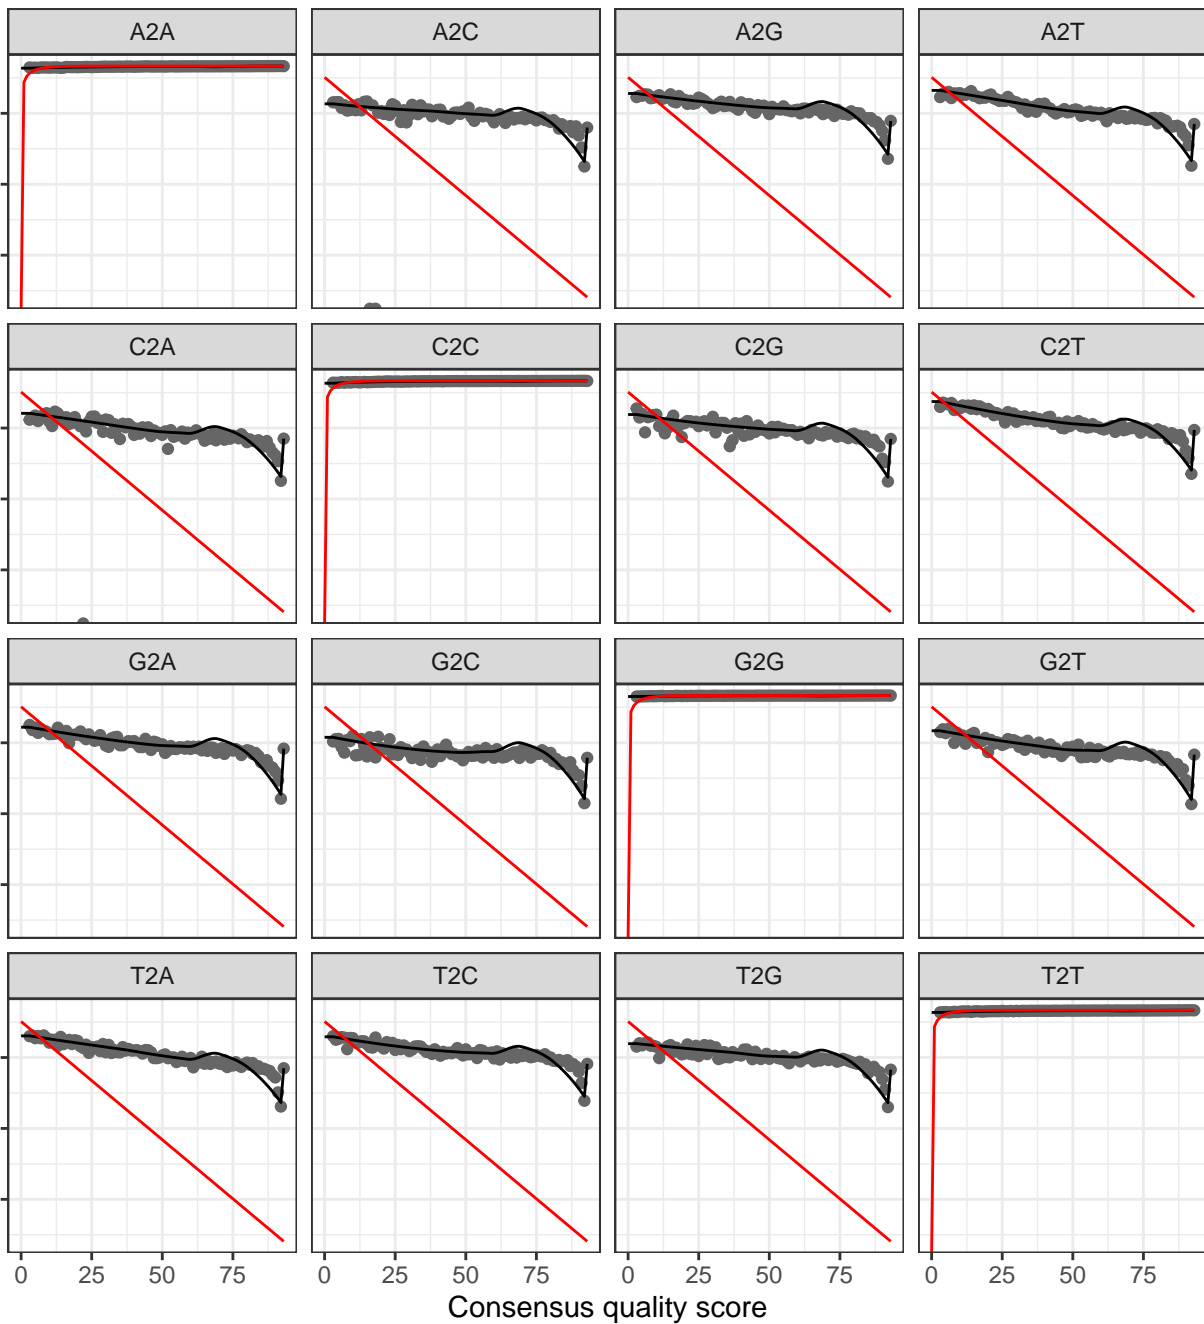 A2A A2C A2G A2T
C2A C2C C2G C2T
G2A G2C G2G G2T
T2A T2C T2G T2T
0 25 50 75 0 25 50 75 0 25 50 75 0 25 50 75
Consensus quality score